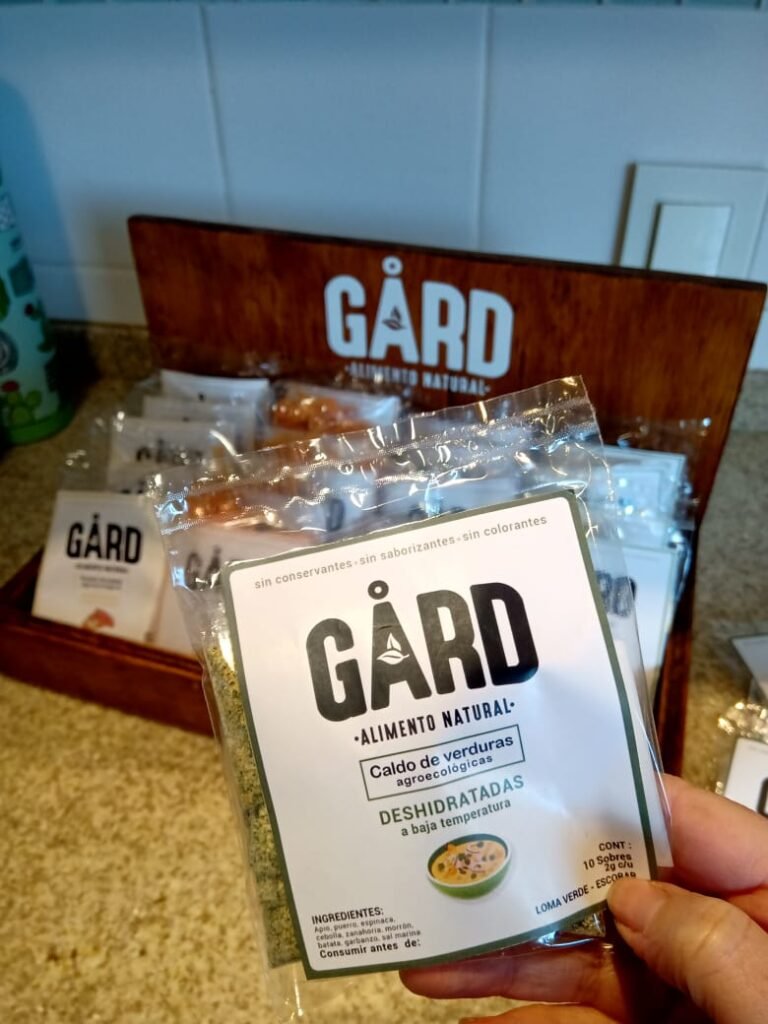 GÅRD
•ALIMENTO NATURAL•
GÅRD
GÅRD
sin conservantes - sin saborizantes - sin colorantes
GÅRD
•ALIMENTO NATURAL•
Caldo de verduras
agroecológicas
DESHIDRATADAS
a baja temperatura
CONT :
10 Sobres
2g c/u
LOMA VERDE - ESCOBAR
INGREDIENTES:
Apio, puerro, espinaca,
cebolla, zanahoria, morrón,
batata, garbanzo, sal marina
Consumir antes de: